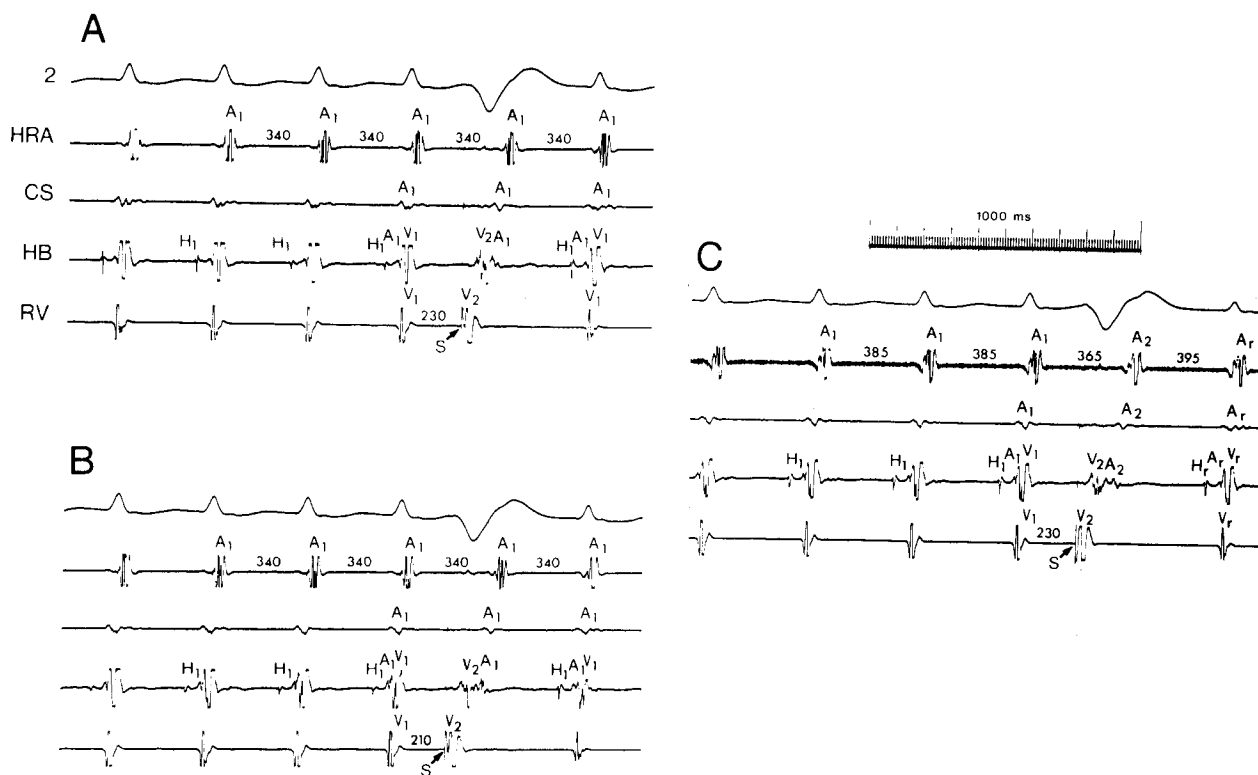 A
2
HRA A₁ A₁ A₁ A₁ A₁
340 340 340 340
CS A₁ A₁ A₁
HB H₁ H₁ H₁ A₁ V₁ V₂ A₁ H₁ A₁ V₁
RV V₁ 230 V₂ V₁
S
B
A₁ A₁ A₁ A₁ A₁
340 340 340 340
A₁ A₁ A₁
H₁ H₁ H₁ A₁ V₁ V₂ A₁ H₁ A₁ V₁
V₁ 210 V₂
S
1000 ms
C
A₁ A₁ A₁ A₂ Aᵣ
385 385 365 395
A₁ A₂ Aᵣ
H₁ H₁ H₁ A₁ V₁ V₂ A₂ Hᵣ Aᵣ Vᵣ
V₁ 230 V₂ Vᵣ
S